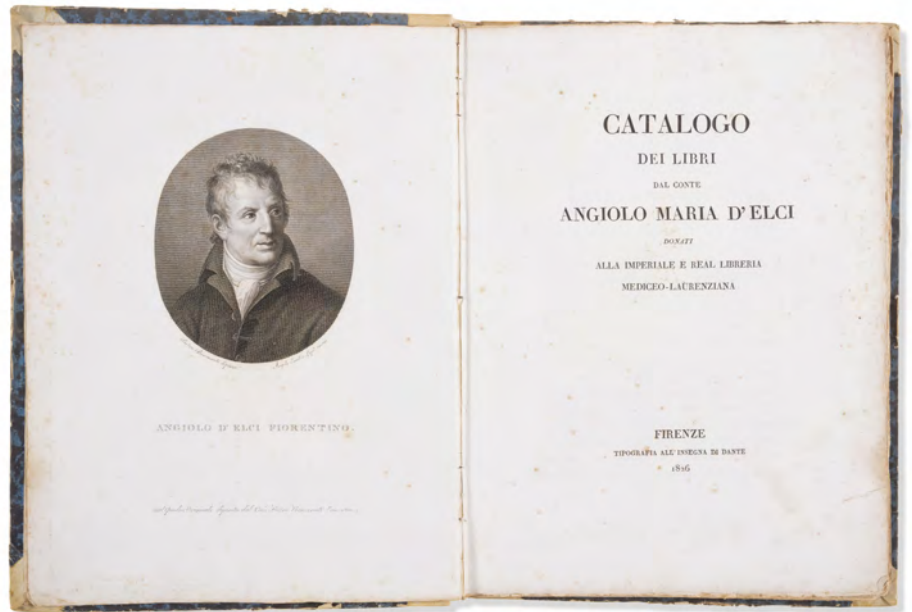 ANGIOLO D' ELCI FIORENTINO.
CATALOGO
DEI LIBRI
DAL CONTE
ANGIOLO MARIA D' ELCI
DONATI
ALLA IMPERIALE E REAL LIBRERIA
MEDICEO-LAURENZIANA
FIRENZE
TIPOGRAFIA ALL' INSEGNA DI DANTE
1826